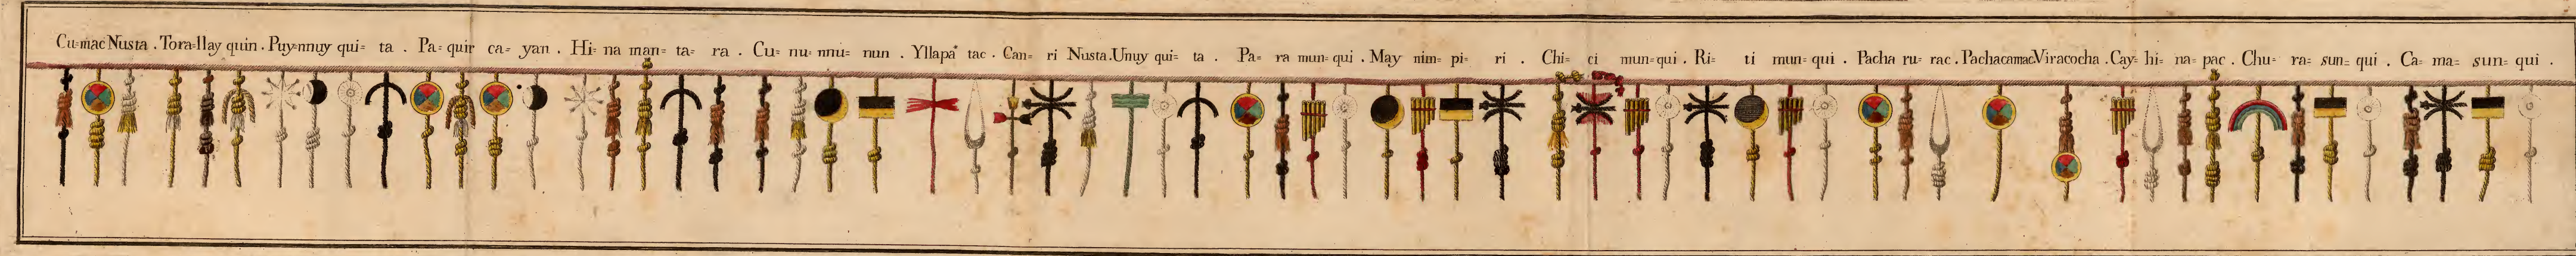 Cu=mac Nusta . Tora=llay quin . Puy=nnuy qui= ta . Pa= quir ca= yan . Hi= na man= ta= ra . Cu= nu= nnu= nun . Yllapā tac . Can= ri Nusta . Unuy qui= ta . Pa= ra mun= qui . May nim= pi= ri . Chi= ci mun= qui . Ri= ti mun= qui . Pacha ru= rac . Pachacamac Viracocha . Cay= hi= na= pac . Chu= ra= sun= qui . Ca= ma= sun= qui .